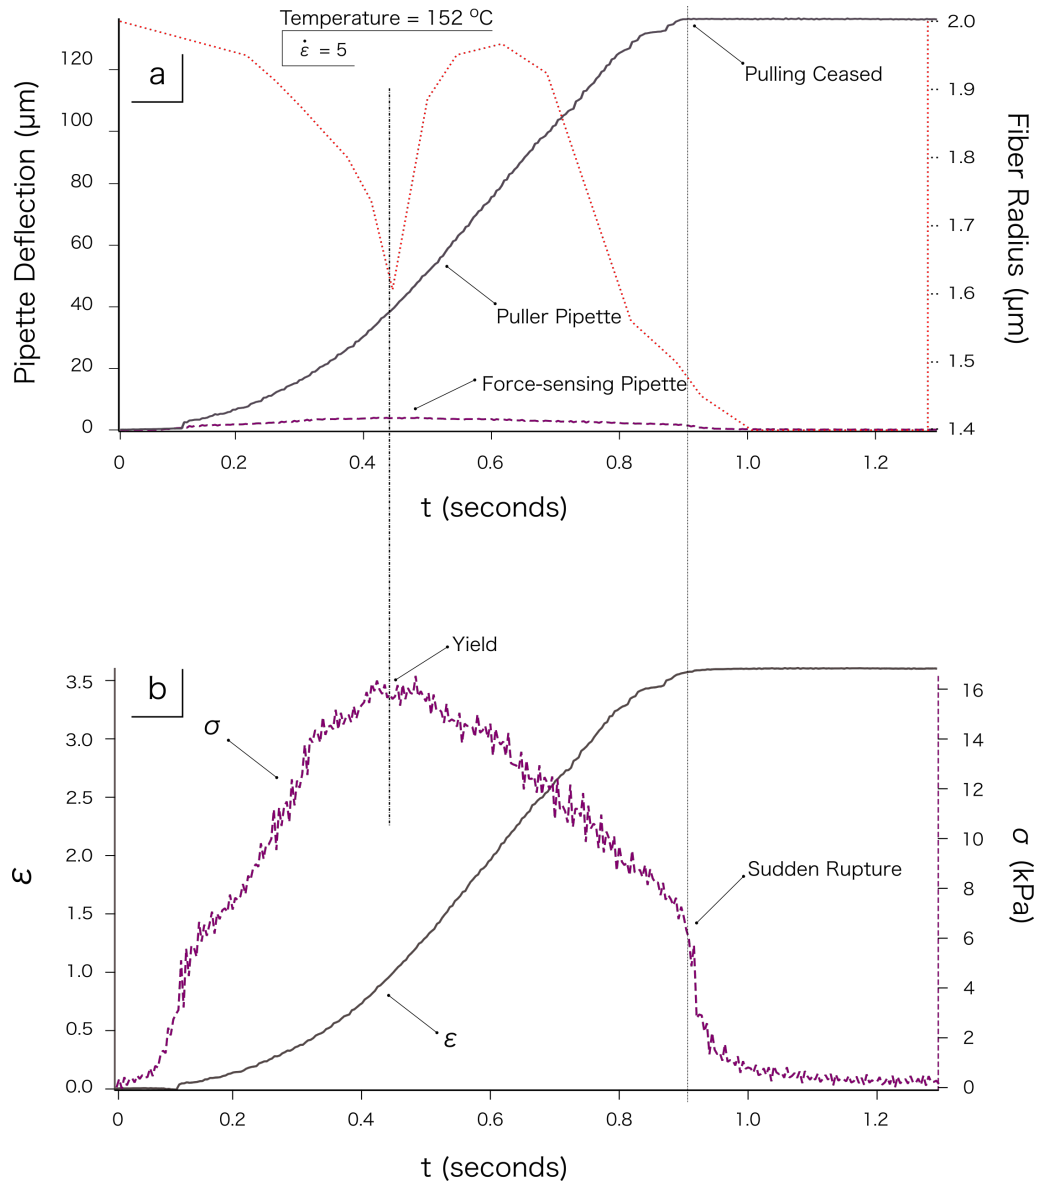 Temperature = 152 °C
ε̇ = 5
a
Pipette Deflection (μm)
120
100
80
60
40
20
0
Pulling Ceased
Puller Pipette
Force-sensing Pipette
2.0
1.9
1.8
1.7
1.6
1.5
1.4
Fiber Radius (μm)
0 0.2 0.4 0.6 0.8 1.0 1.2
t (seconds)
b
ε
3.5
3.0
2.5
2.0
1.5
1.0
0.5
0.0
Yield
σ
Sudden Rupture
ε
16
14
12
10
8
6
4
2
0
σ (kPa)
0 0.2 0.4 0.6 0.8 1.0 1.2
t (seconds)